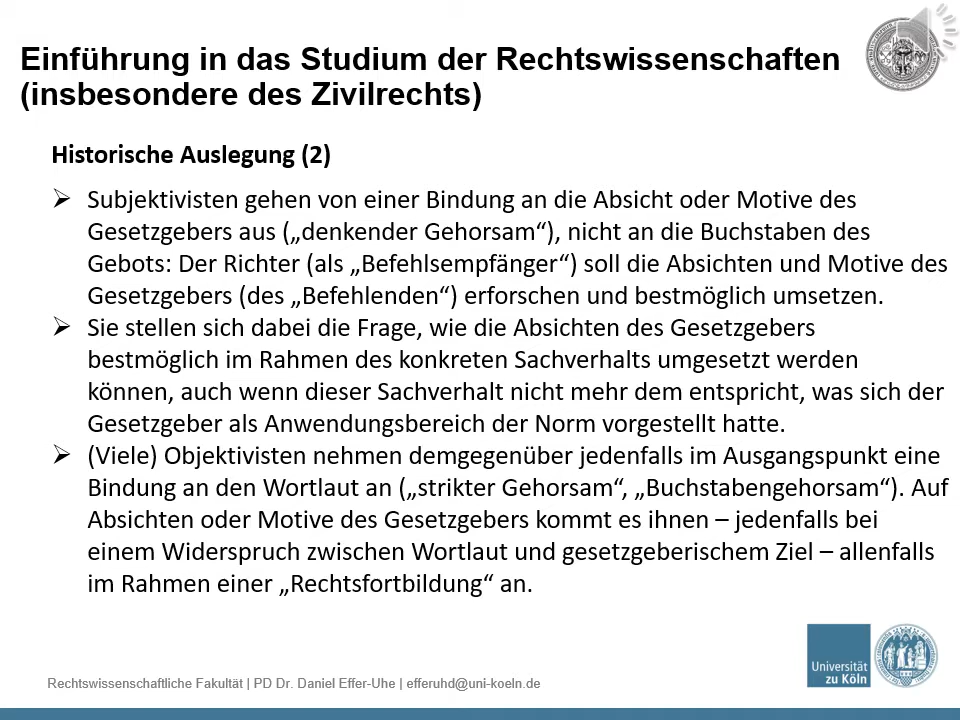 Einführung in das Studium der Rechtswissenschaften
(insbesondere des Zivilrechts)
Historische Auslegung (2)
➢ Subjektivisten gehen von einer Bindung an die Absicht oder Motive des
Gesetzgebers aus („denkender Gehorsam“), nicht an die Buchstaben des
Gebots: Der Richter (als „Befehlsempfänger“) soll die Absichten und Motive des
Gesetzgebers (des „Befehlenden“) erforschen und bestmöglich umsetzen.
➢ Sie stellen sich dabei die Frage, wie die Absichten des Gesetzgebers
bestmöglich im Rahmen des konkreten Sachverhalts umgesetzt werden
können, auch wenn dieser Sachverhalt nicht mehr dem entspricht, was sich der
Gesetzgeber als Anwendungsbereich der Norm vorgestellt hatte.
➢ (Viele) Objektivisten nehmen demgegenüber jedenfalls im Ausgangspunkt eine
Bindung an den Wortlaut an („strikter Gehorsam“, „Buchstabengehorsam“). Auf
Absichten oder Motive des Gesetzgebers kommt es ihnen – jedenfalls bei
einem Widerspruch zwischen Wortlaut und gesetzgeberischem Ziel – allenfalls
im Rahmen einer „Rechtsfortbildung“ an.
Universität
zu Köln
Rechtswissenschaftliche Fakultät | PD Dr. Daniel Effer-Uhe | efferuhd@uni-koeln.de